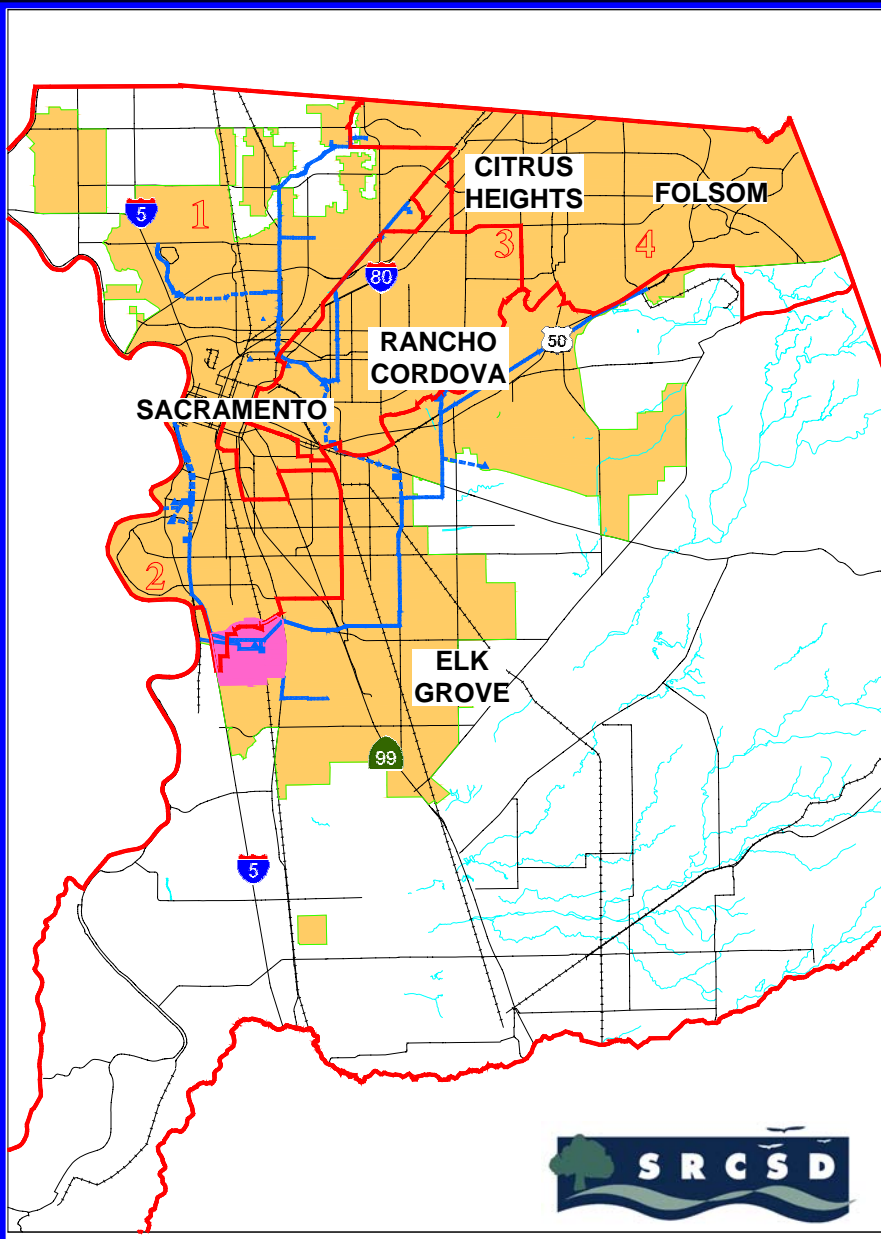 CITRUS
HEIGHTS
FOLSOM
5
1
3
4
80
50
RANCHO
CORDOVA
SACRAMENTO
2
ELK
GROVE
99
5
SRCSD